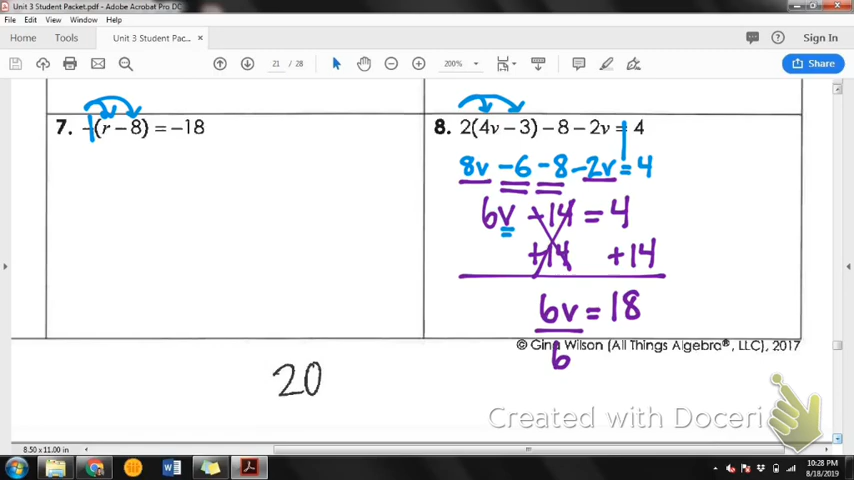 Unit 3 Student Packet.pdf - Adobe Acrobat Pro DC
File Edit View Window Help
Home Tools Unit 3 Student Pac... × Sign In
21 / 28 200% Share
7. -(r – 8) = –18
8. 2(4v – 3) – 8 – 2v = 4
8v -6 -8 -2v = 4
6v -14 = 4
+14 +14
6v = 18
6
© Gina Wilson (All Things Algebra®, LLC), 2017
20
Created with Doceri
8.50 x 11.00 in
10:28 PM
8/18/2019